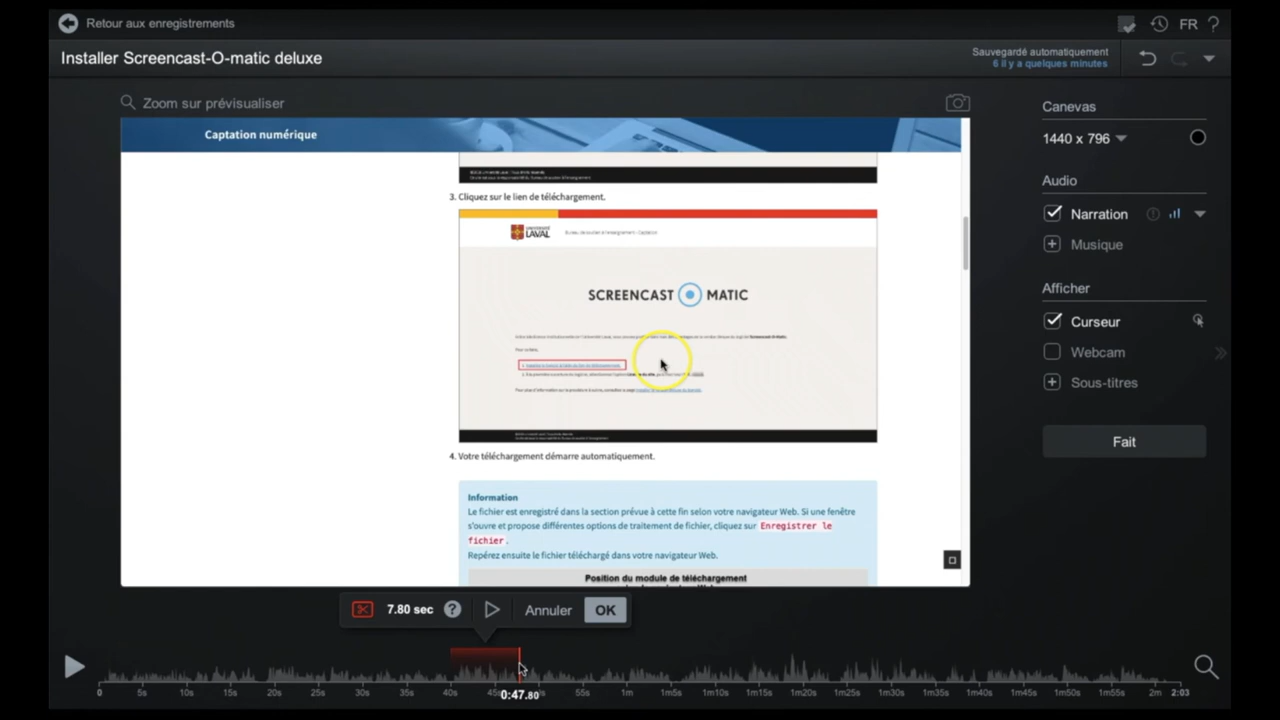 Retour aux enregistrements
FR ?
Installer Screencast-O-matic deluxe
Sauvegardé automatiquement
6 il y a quelques minutes
Zoom sur prévisualiser
Canevas
1440 x 796
Audio
Narration
Musique
Afficher
Curseur
Webcam
Sous-titres
Fait
Captation numérique
3. Cliquez sur le lien de téléchargement.
UNIVERSITÉ
LAVAL
SCREENCAST MATIC
4. Votre téléchargement démarre automatiquement.
Information
Le fichier est enregistré dans la section prévue à cette fin selon votre navigateur Web. Si une fenêtre
s'ouvre et propose différentes options de traitement de fichier, cliquez sur Enregistrer le
fichier.
Repérez ensuite le fichier téléchargé dans votre navigateur Web.
Position du module de téléchargement
7.80 sec ? Annuler OK
0 5s 10s 15s 20s 25s 30s 35s 40s 55s 1m 1m5s 1m10s 1m15s 1m20s 1m25s 1m30s 1m35s 1m40s 1m45s 1m50s 1m55s 2m 2:03
0:47.80